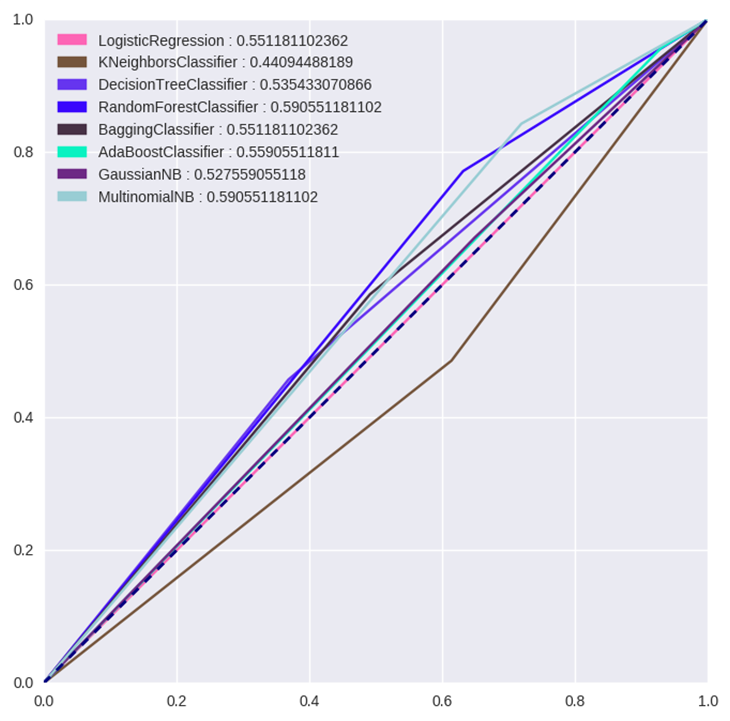 1.0
LogisticRegression : 0.551181102362
KNeighborsClassifier : 0.44094488189
DecisionTreeClassifier : 0.535433070866
RandomForestClassifier : 0.590551181102
BaggingClassifier : 0.551181102362
AdaBoostClassifier : 0.55905511811
GaussianNB : 0.527559055118
MultinomialNB : 0.590551181102
0.8
0.6
0.4
0.2
0.0
0.0 0.2 0.4 0.6 0.8 1.0